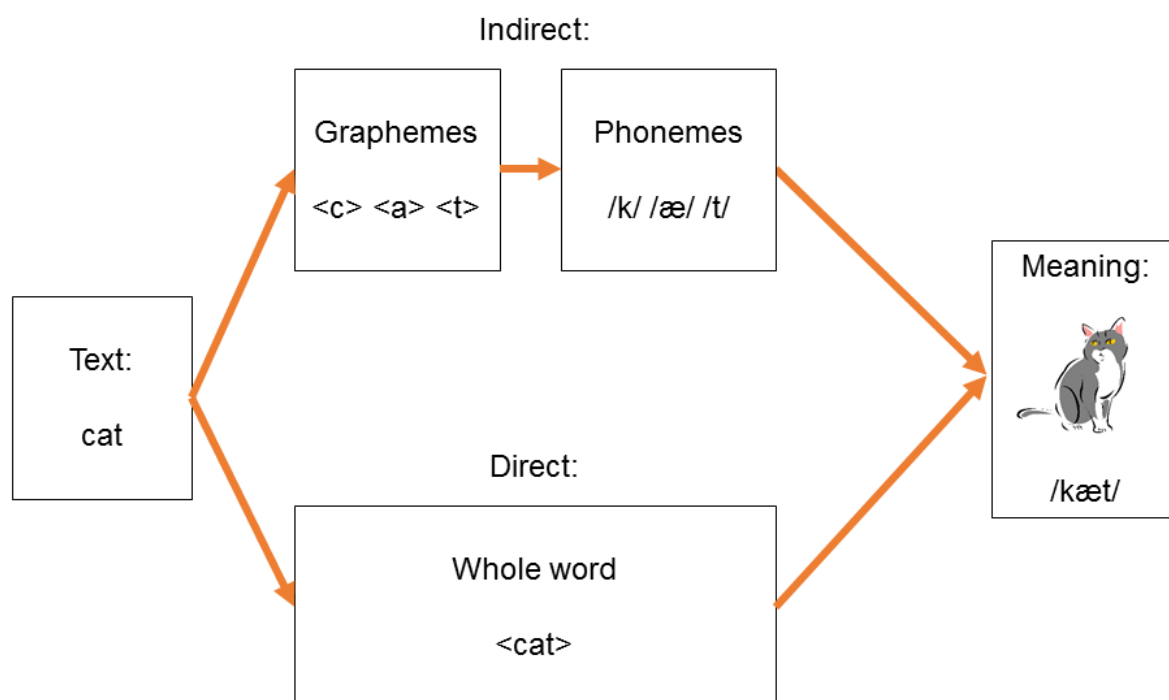 Indirect:
Graphemes
<c> <a> <t>
Phonemes
/k/ /æ/ /t/
Text:
cat
Meaning:
/kæt/
Direct:
Whole word
<cat>